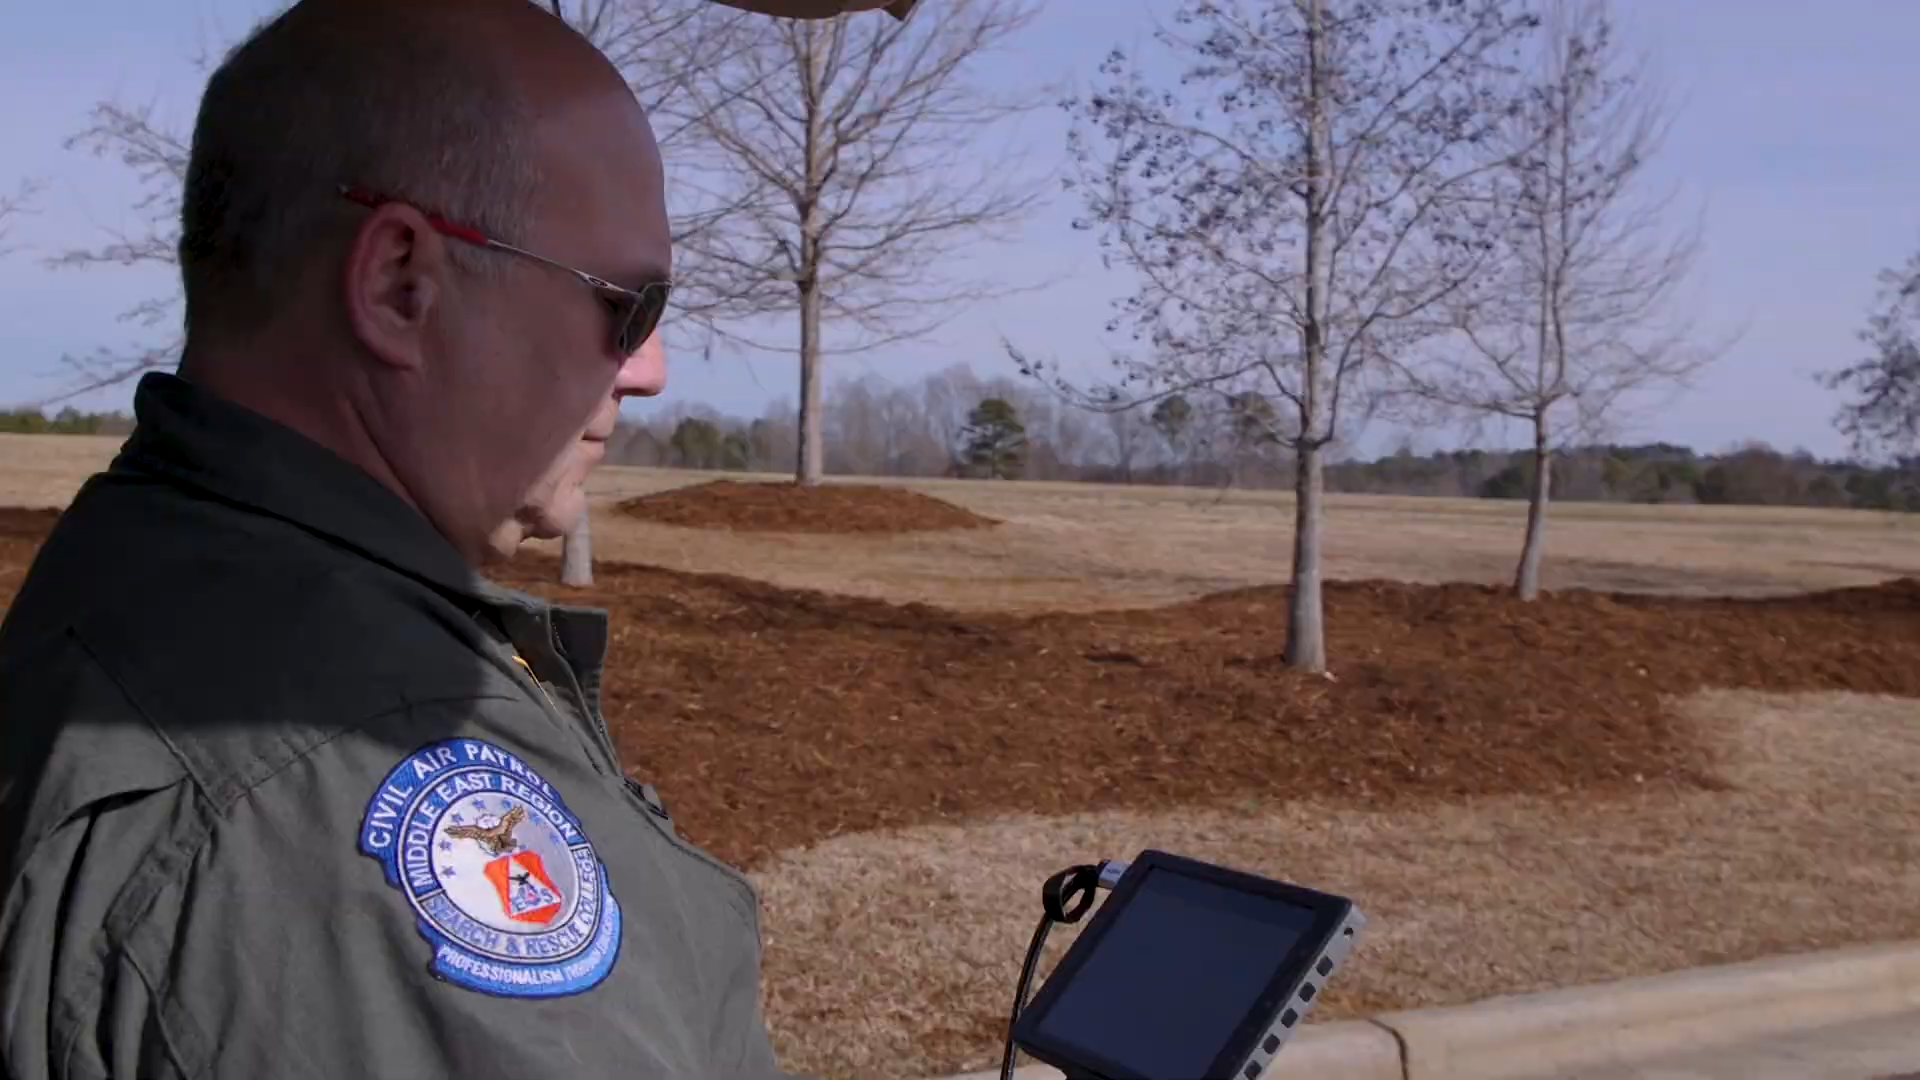 CIVIL AIR PATROL
MIDDLE EAST REGION
SEARCH & RESCUE COLLEGE
PROFESSIONALISM
ES